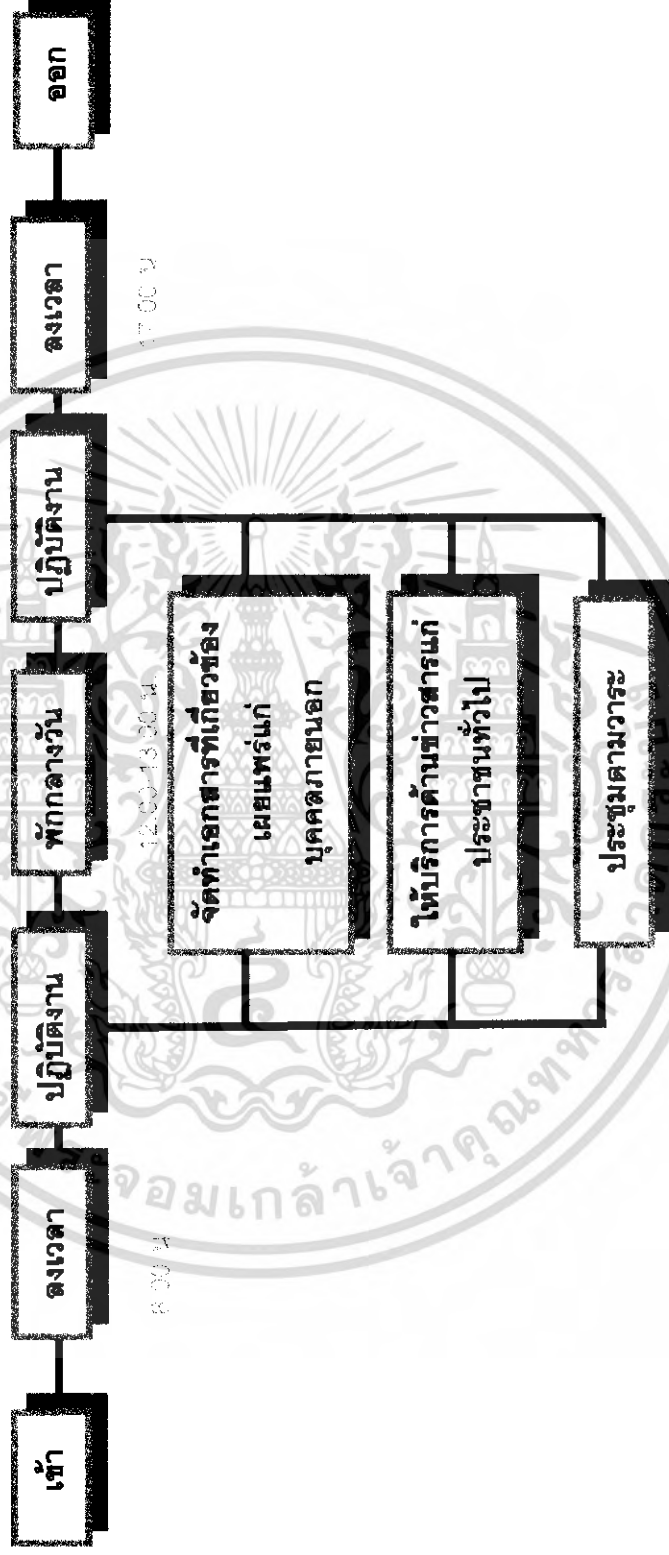 เข้า
ลงเวลา
ปฏิบัติงาน
พักกลางวัน
ปฏิบัติงาน
ลงเวลา
ออก
8.00 น
12.00-13.00 น
17.00 น
จัดทำเอกสารที่เกี่ยวข้อง
เผยแพร่แก่
บุคคลภายนอก
ให้บริการด้านข่าวสารแก่
ประชาชนทั่วไป
ประชุมตามวาระ
จอมเกล้าเจ้าคุณทหาร